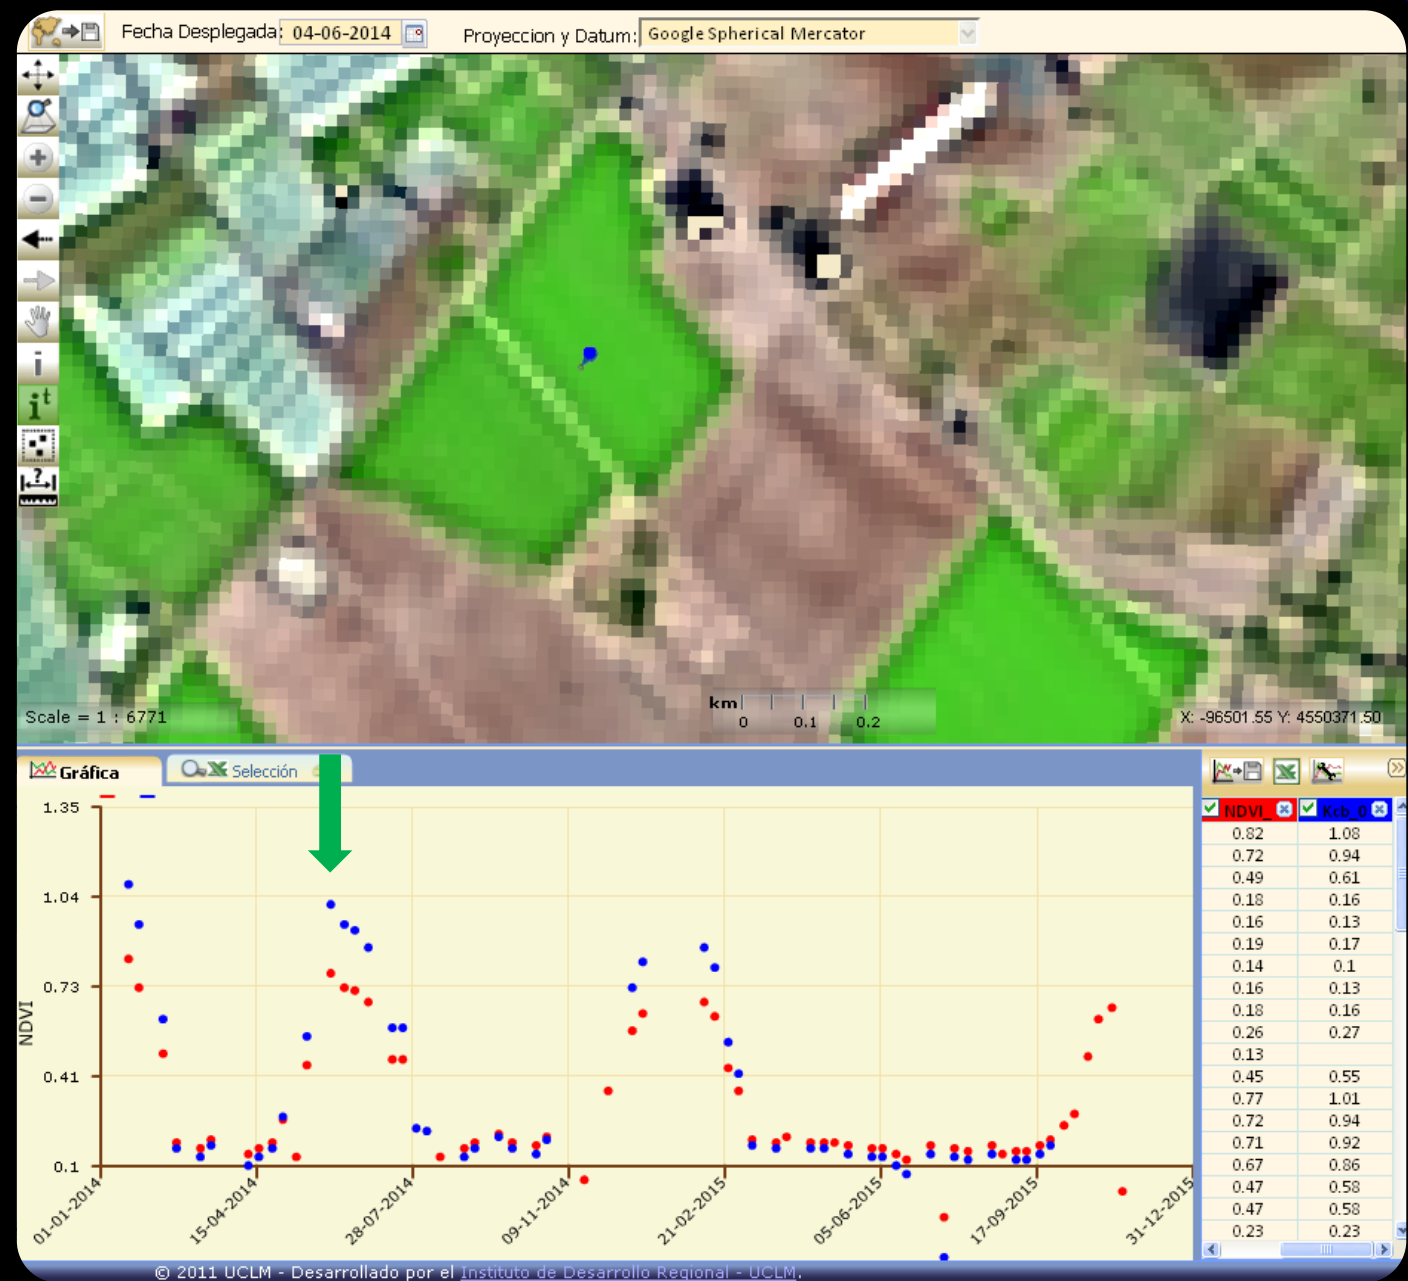 Fecha Desplegada: 04-06-2014 Proyeccion y Datum: Google Spherical Mercator
i
iᵗ
?
Scale = 1 : 6771
km
0 0.1 0.2
X: -96501.55 Y: 4550371.50
Gráfica
Selección
NDVI_ Kcb_0
0.82 1.08
0.72 0.94
0.49 0.61
0.18 0.16
0.16 0.13
0.19 0.17
0.14 0.1
0.16 0.13
0.18 0.16
0.26 0.27
0.13
0.45 0.55
0.77 1.01
0.72 0.94
0.71 0.92
0.67 0.86
0.47 0.58
0.47 0.58
0.23 0.23
NDVI
1.35
1.04
0.73
0.41
0.1
01-01-2014
15-04-2014
28-07-2014
09-11-2014
21-02-2015
05-06-2015
17-09-2015
31-12-2015
© 2011 UCLM - Desarrollado por el Instituto de Desarrollo Regional - UCLM.